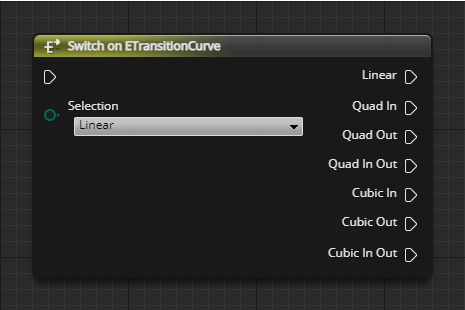 Switch on ETransitionCurve
Linear
Quad In
Selection
Linear
Quad Out
Quad In Out
Cubic In
Cubic Out
Cubic In Out